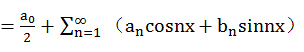 = a₀/2 + ∑ₙ₌₁^∞ （aₙcosnx + bₙsinnx）